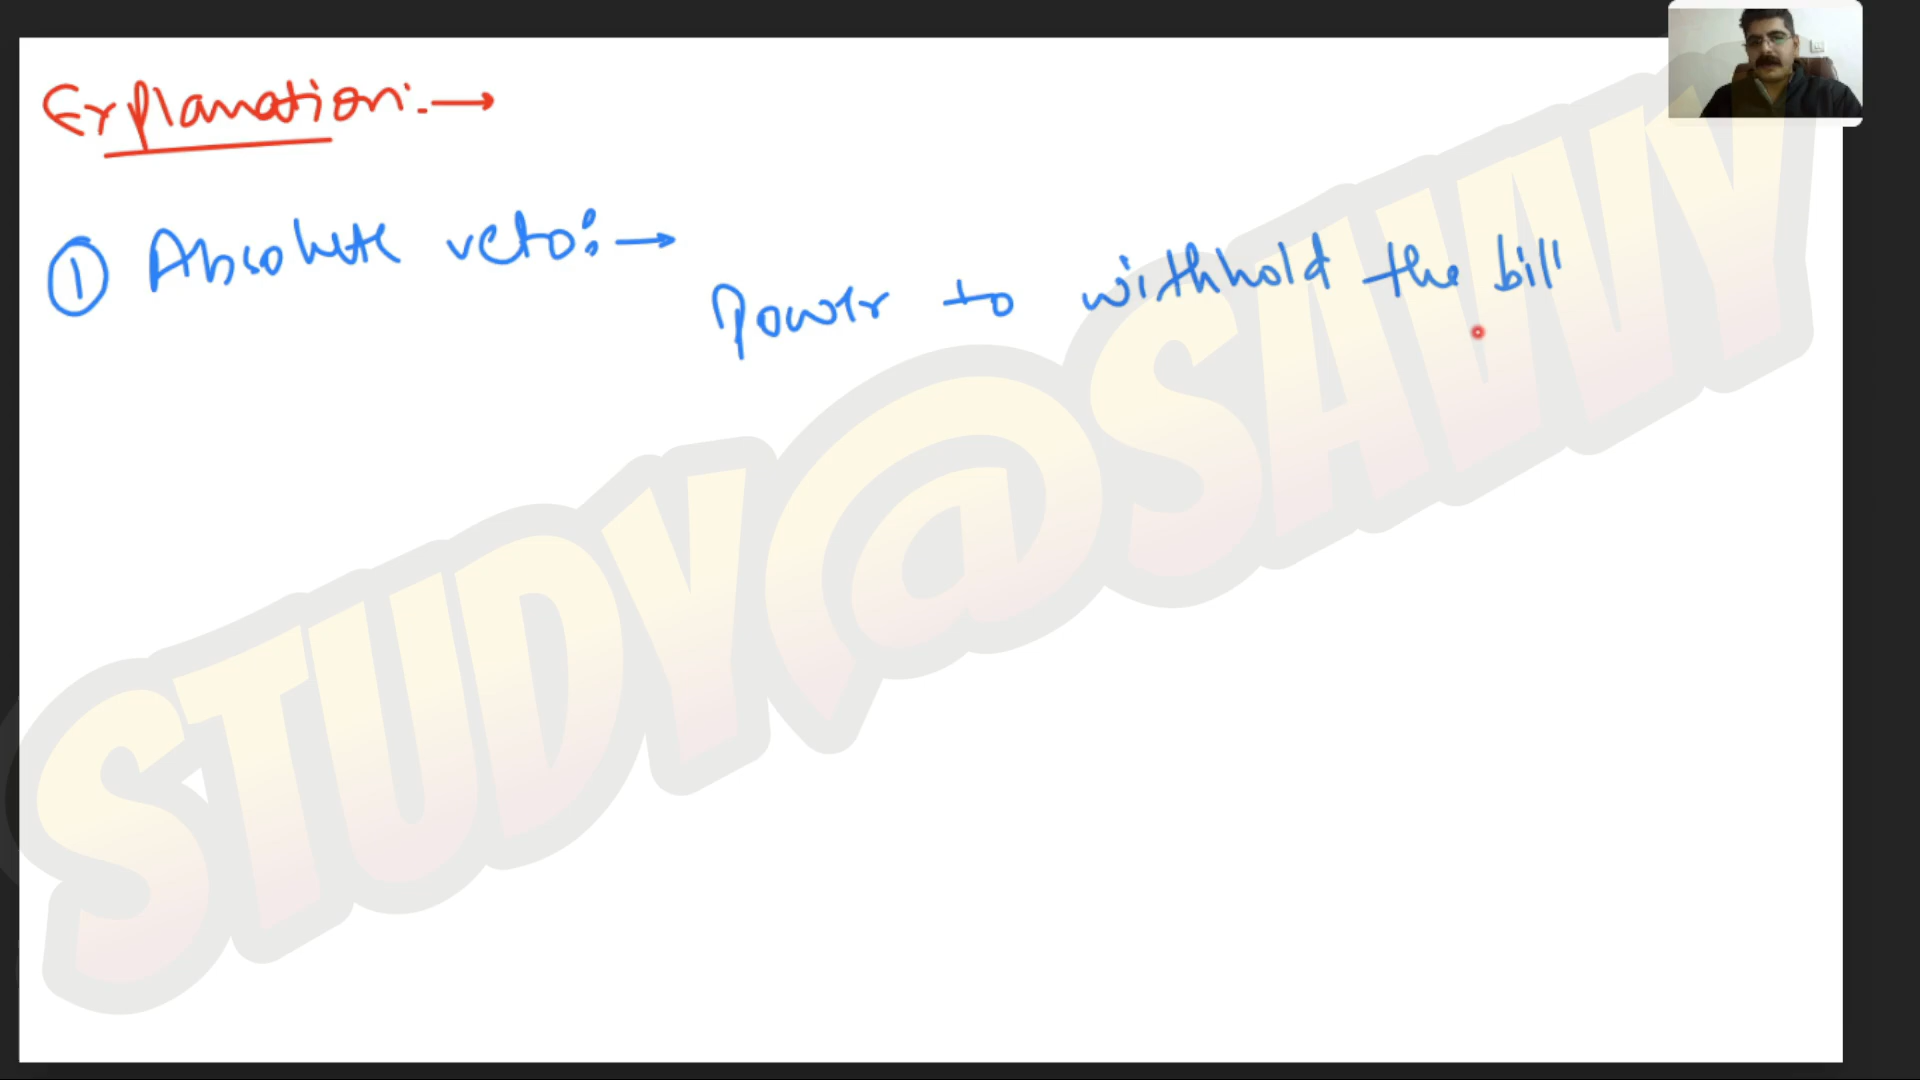 Explanation:-→
① Absolute veto:→
Power to withhold the bill
STUDY@SAVVY